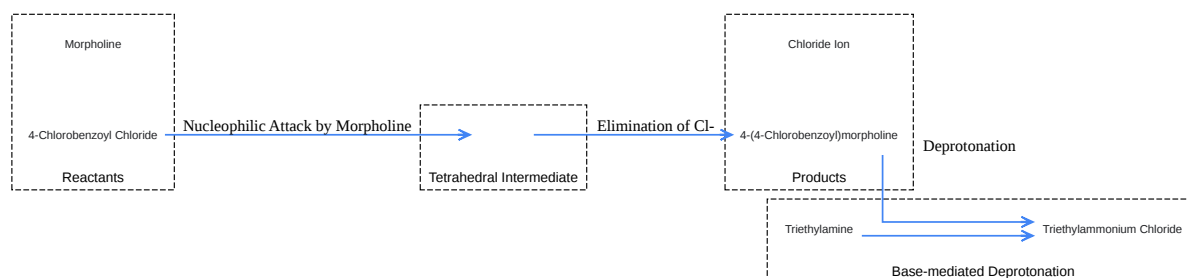 Morpholine
4-Chlorobenzoyl Chloride
Reactants
Nucleophilic Attack by Morpholine
Tetrahedral Intermediate
Elimination of Cl-
Chloride Ion
4-(4-Chlorobenzoyl)morpholine
Products
Deprotonation
Triethylamine
Triethylammonium Chloride
Base-mediated Deprotonation